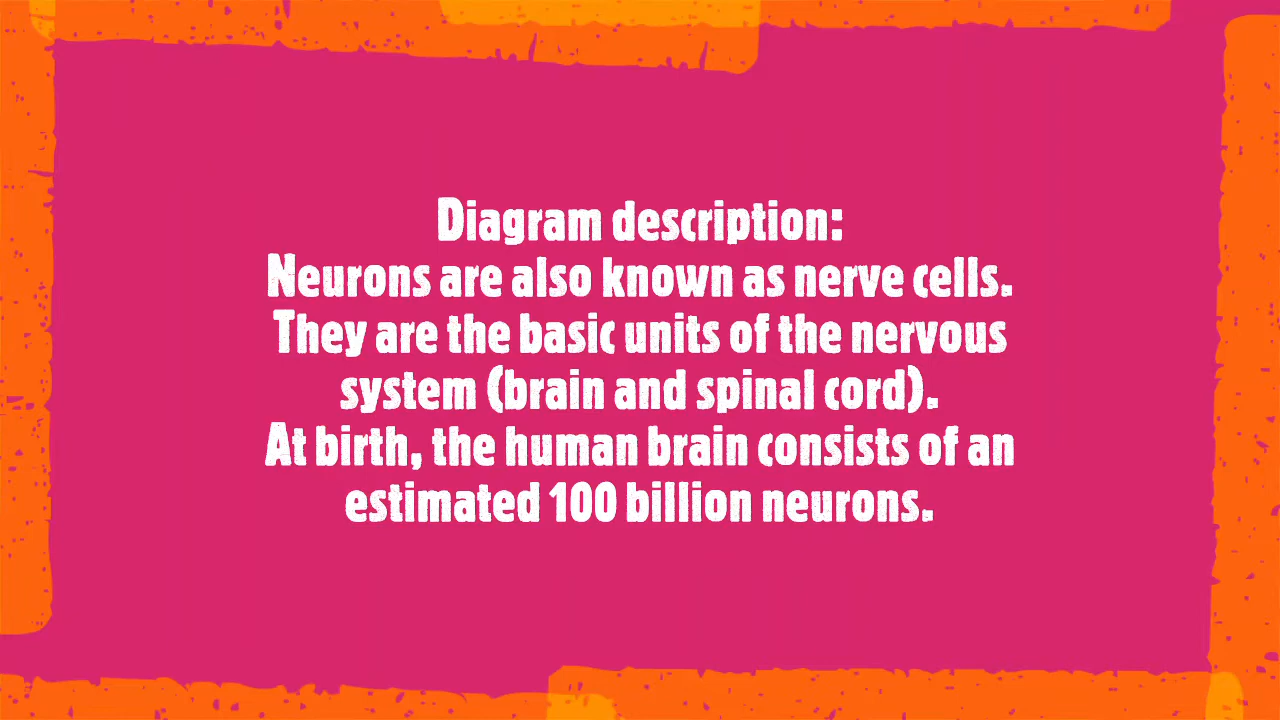 Diagram description:
Neurons are also known as nerve cells.
They are the basic units of the nervous
system (brain and spinal cord).
At birth, the human brain consists of an
estimated 100 billion neurons.